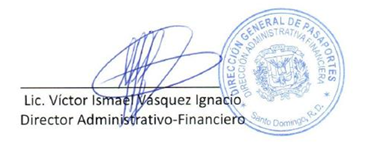 Lic. Víctor Ismael Vásquez Ignacio
Director Administrativo-Financiero
DIRECCIÓN GENERAL DE PASAPORTES
DIRECCIÓN ADMINISTRATIVA FINANCIERA
Santo Domingo, R. D.